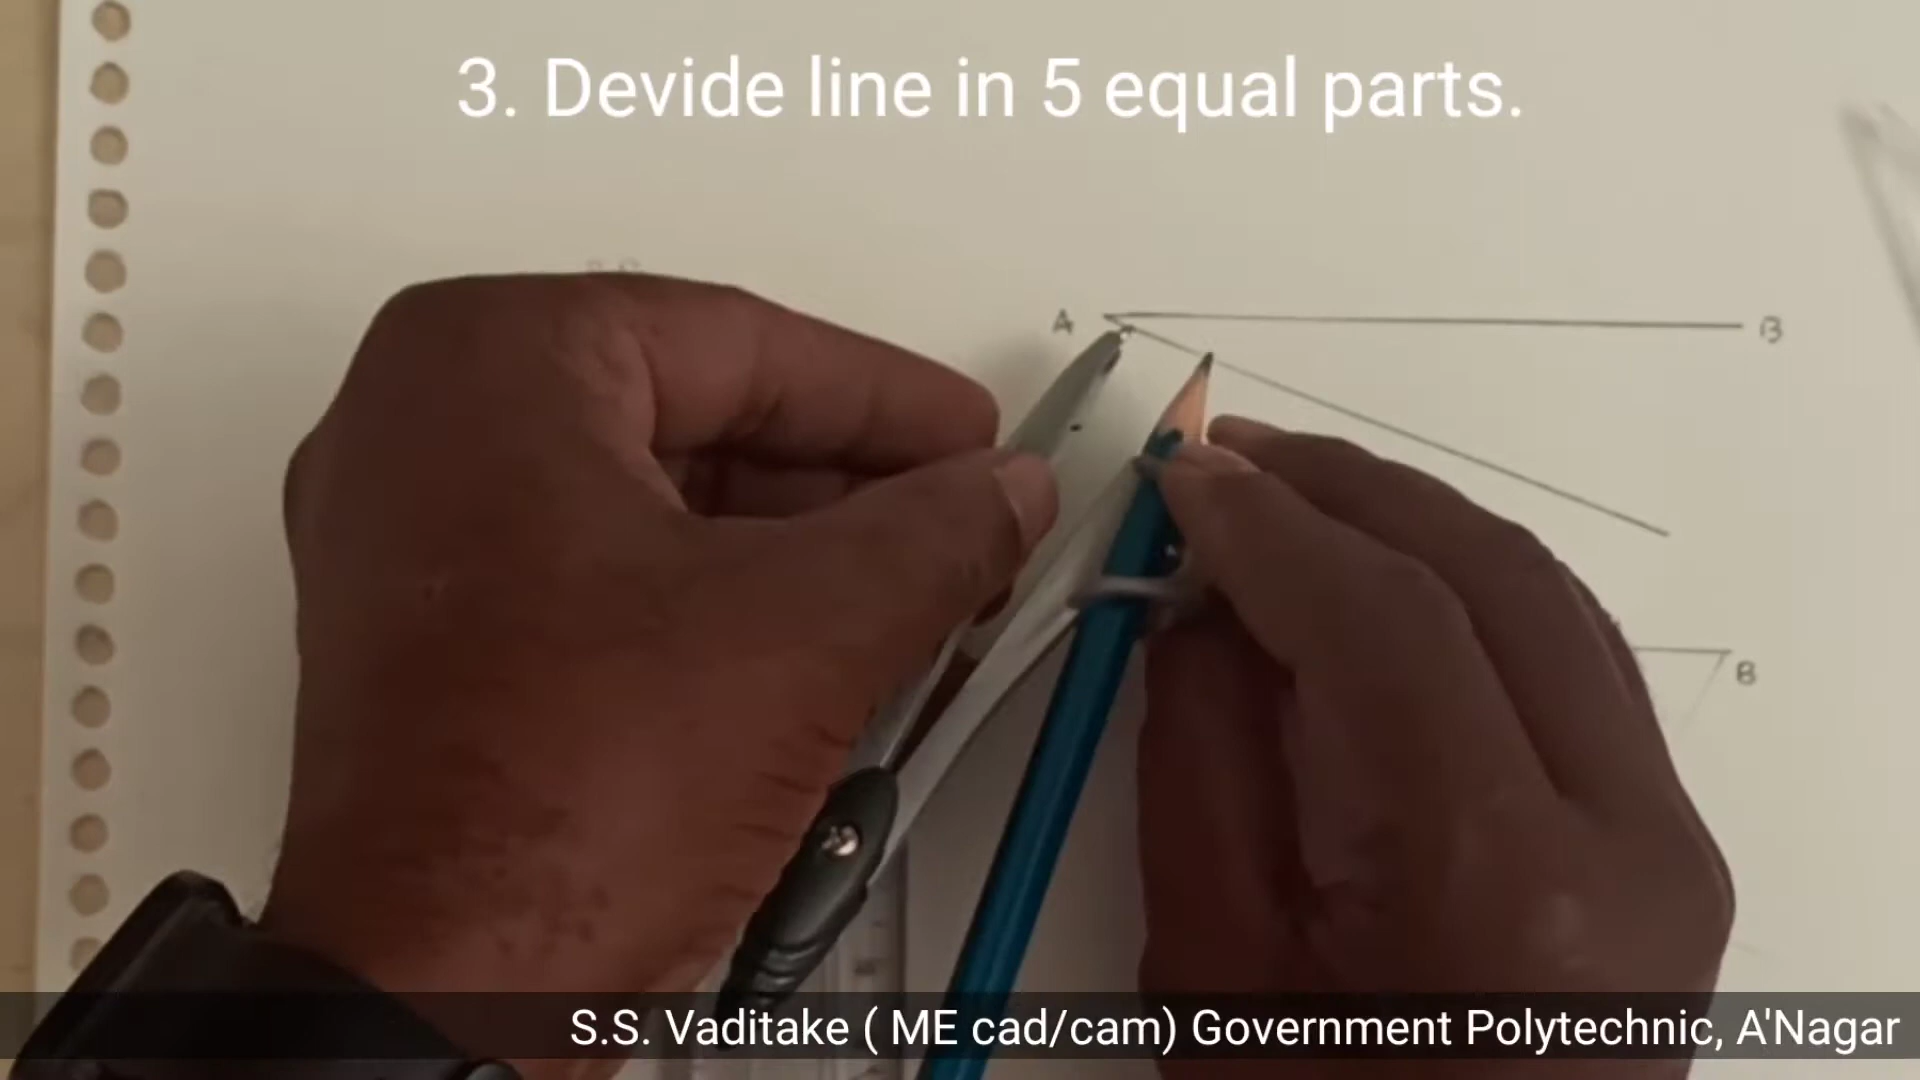 3. Devide line in 5 equal parts.
A
B
B
S.S. Vaditake ( ME cad/cam) Government Polytechnic, A'Nagar